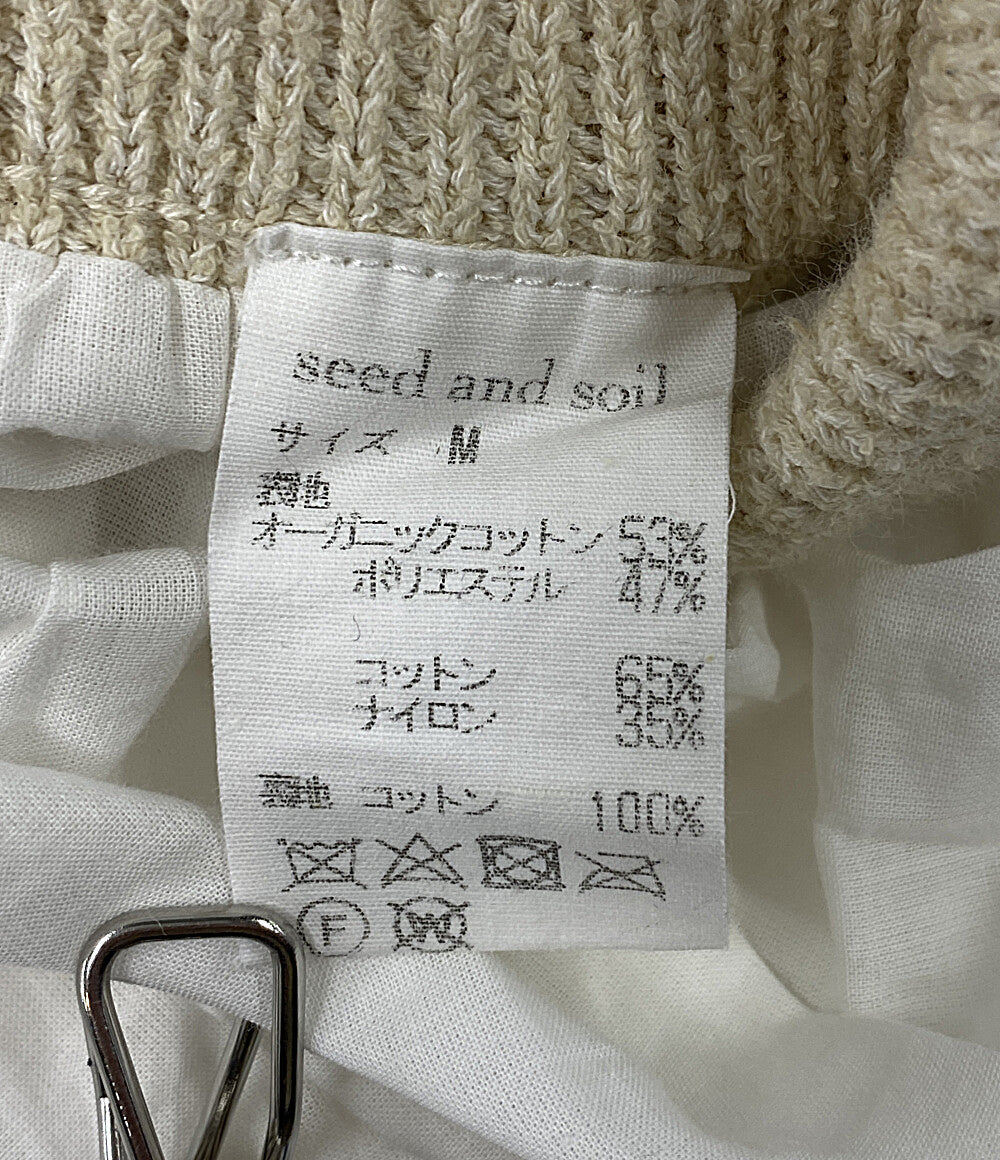 seed and soil
サイズ M
表地
オーガニックコットン 53%
ポリエステル 47%
コットン 65%
ナイロン 35%
裏地 コットン 100%
F W